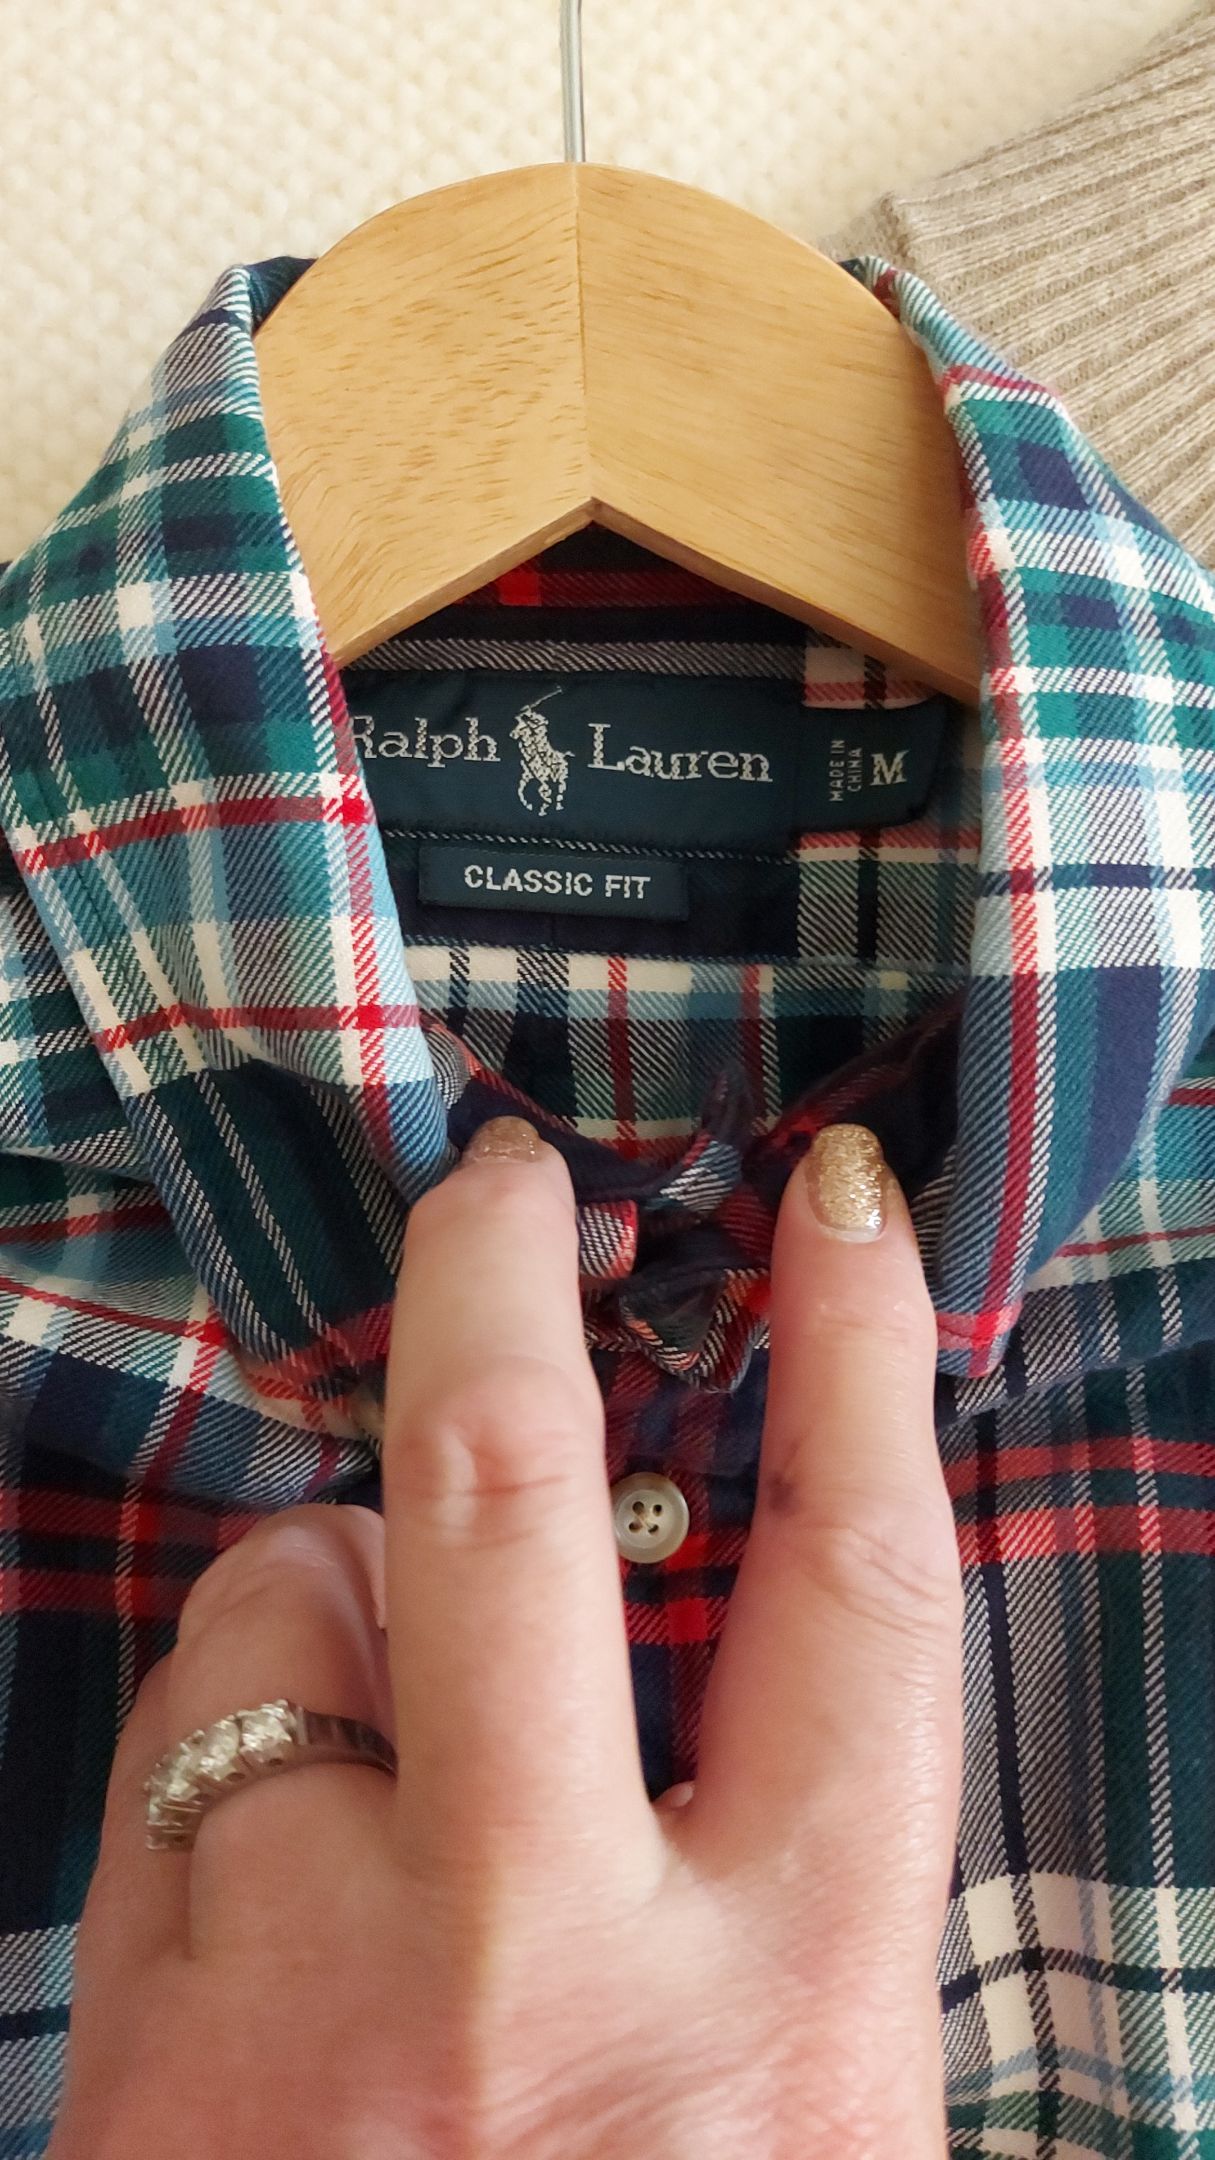 Ralph Lauren
MADE IN
CHINA
M
CLASSIC FIT